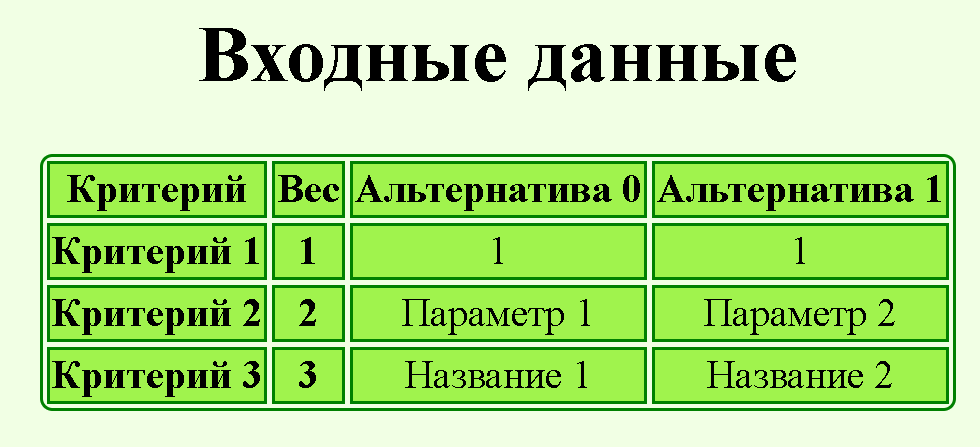 Входные данные
Критерий Вес Альтернатива 0 Альтернатива 1
Критерий 1 1 1 1
Критерий 2 2 Параметр 1 Параметр 2
Критерий 3 3 Название 1 Название 2